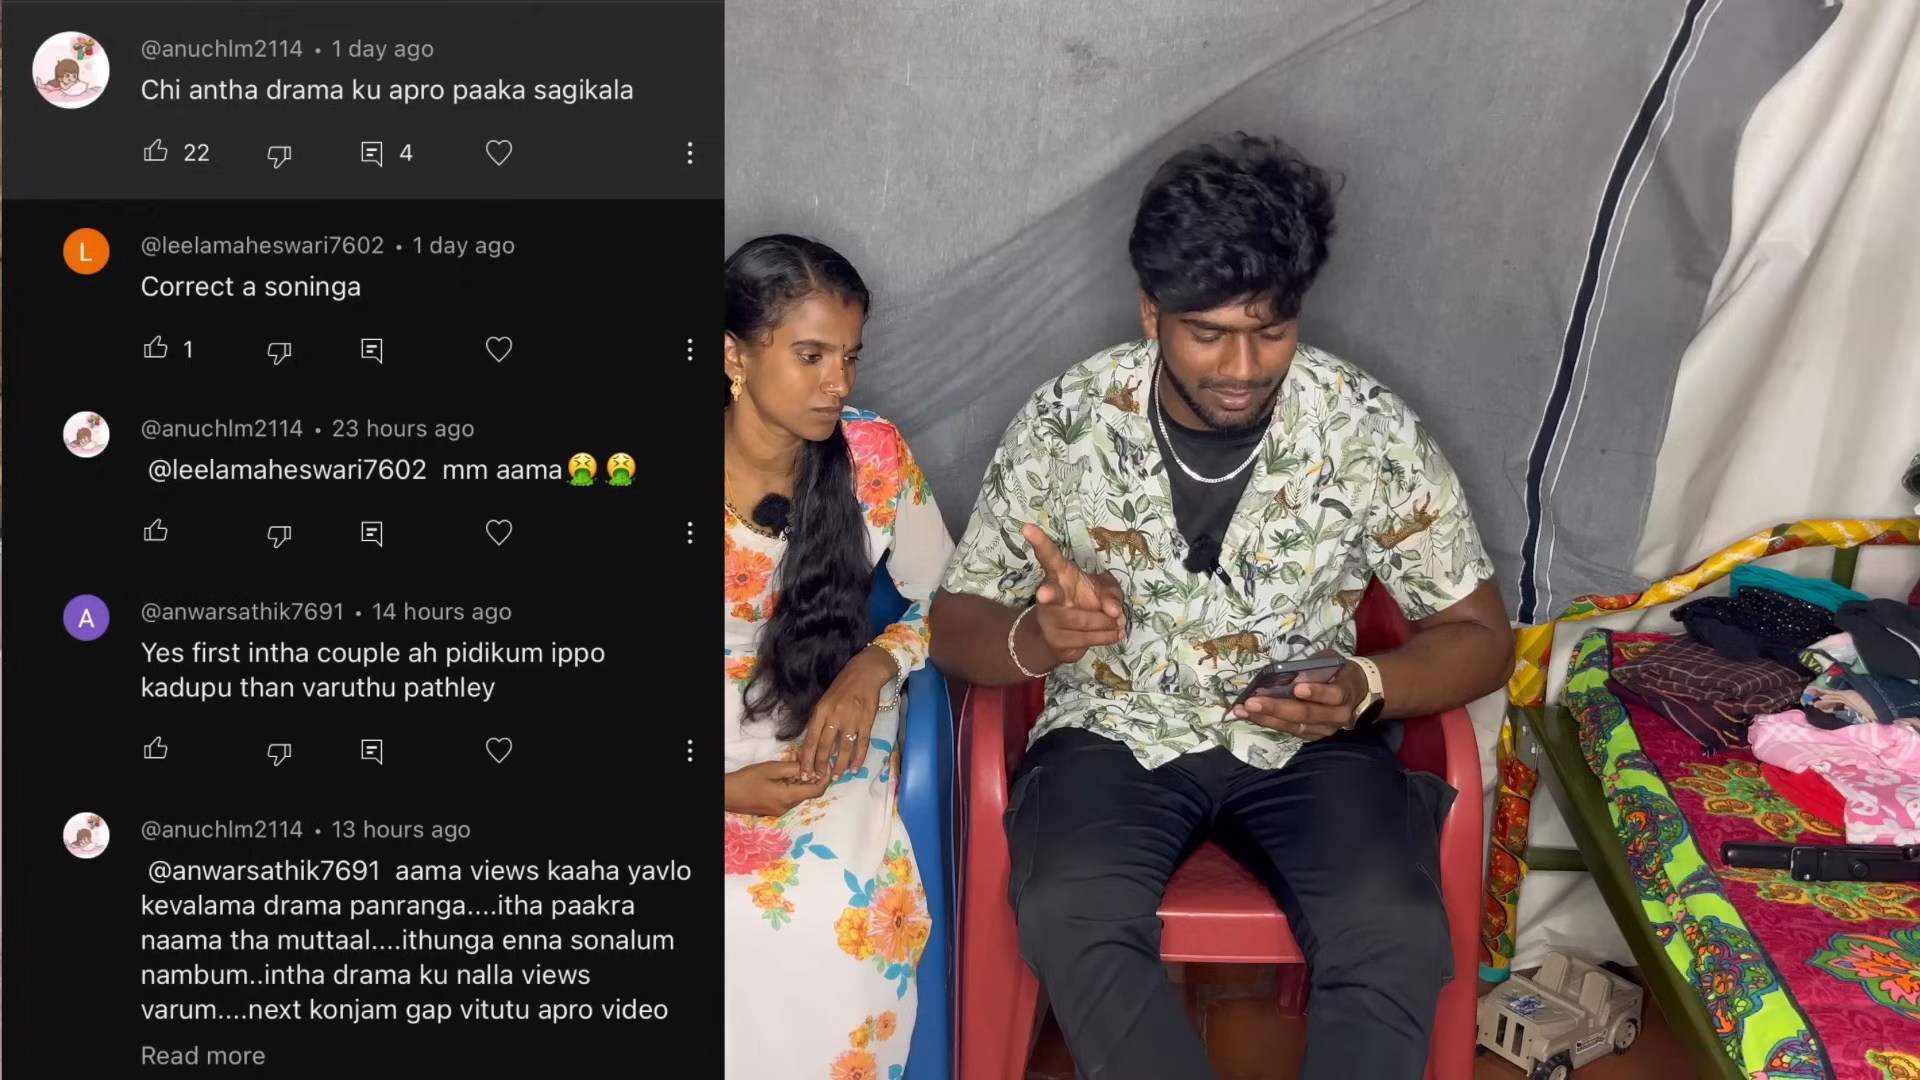 @anuchlm2114 • 1 day ago
Chi antha drama ku apro paaka sagikala
22 4
L @leelamaheswari7602 • 1 day ago
Correct a soninga
1
@anuchlm2114 • 23 hours ago
@leelamaheswari7602 mm aama🤮🤮
A @anwarsathik7691 • 14 hours ago
Yes first intha couple ah pidikum ippo
kadupu than varuthu pathley
@anuchlm2114 • 13 hours ago
@anwarsathik7691 aama views kaaha yavlo
kevalama drama panranga....itha paakra
naama tha muttaal....ithunga enna sonalum
nambum..intha drama ku nalla views
varum....next konjam gap vitutu apro video
Read more